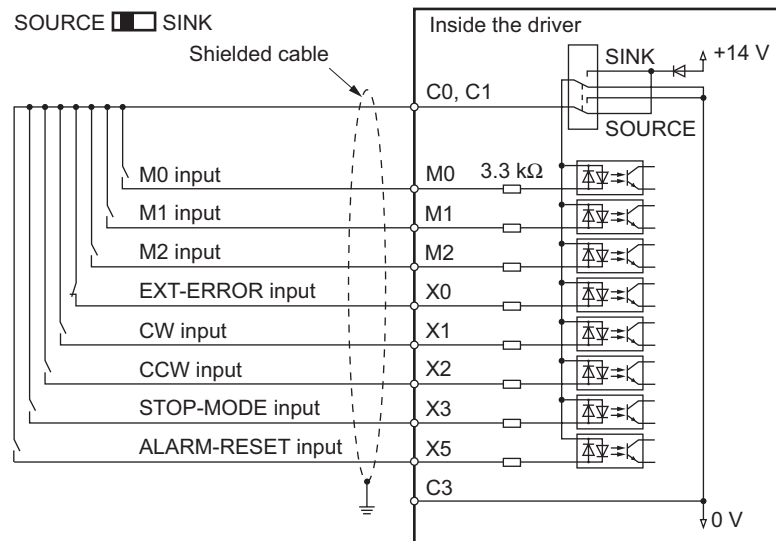 SOURCE SINK
Inside the driver
Shielded cable
SINK
+14 V
C0, C1
SOURCE
M0 input
M0
3.3 kΩ
M1 input
M1
M2 input
M2
EXT-ERROR input
X0
CW input
X1
CCW input
X2
STOP-MODE input
X3
ALARM-RESET input
X5
C3
0 V